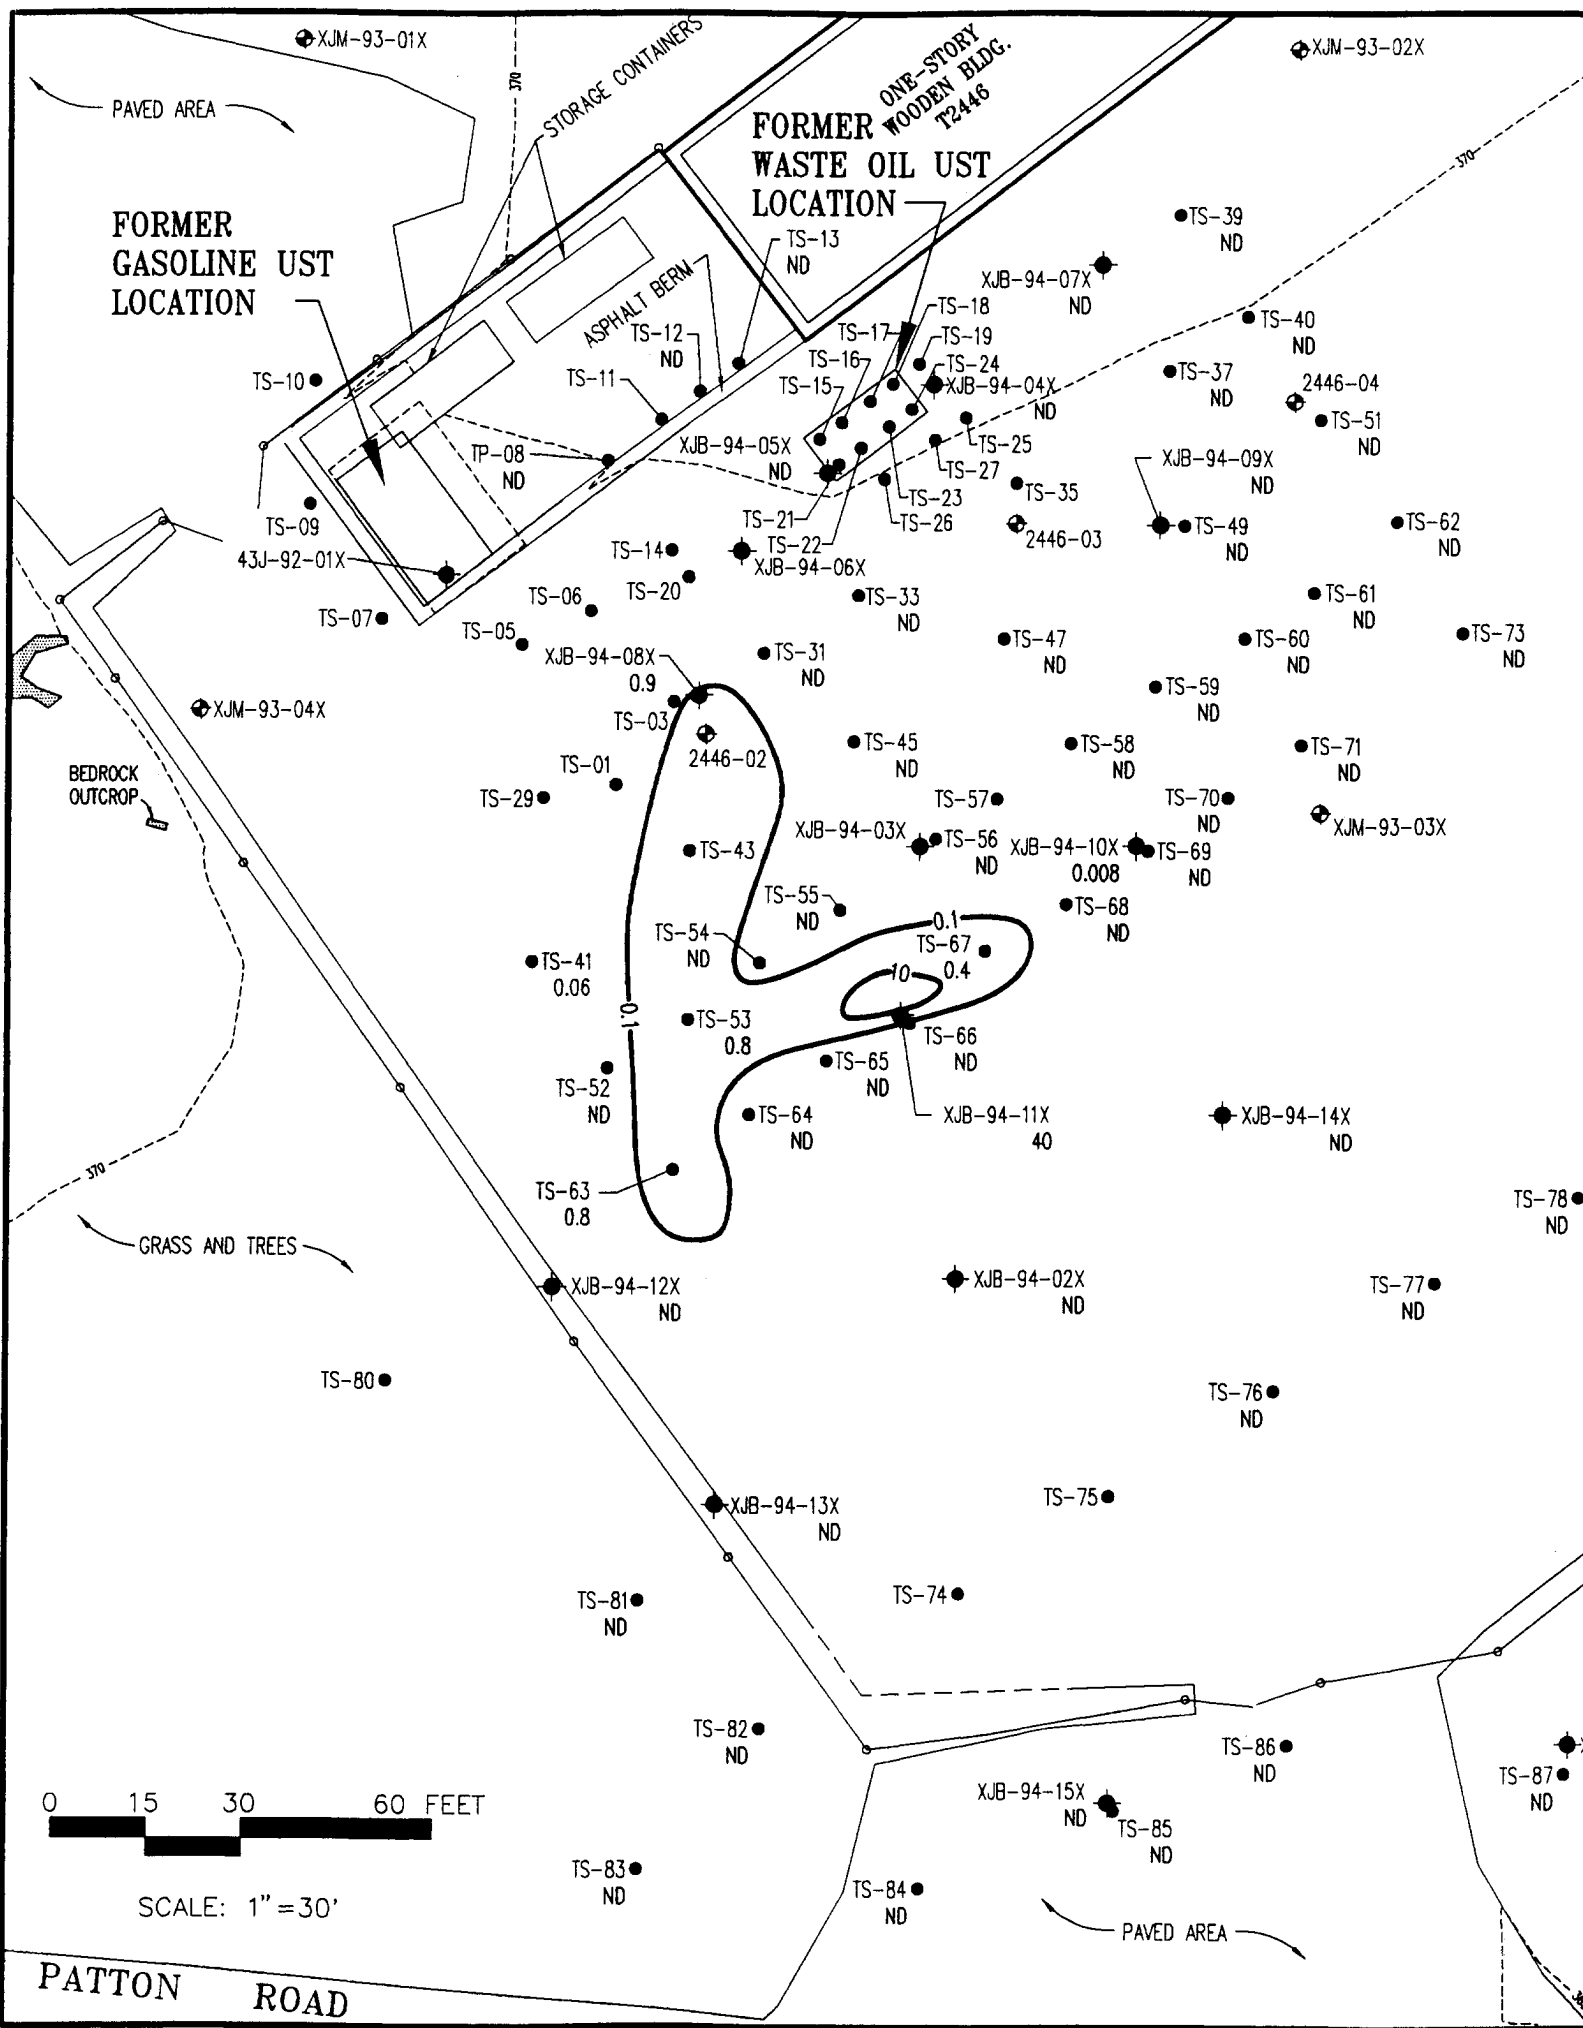 XJM-93-01X
XJM-93-02X
PAVED AREA
370
STORAGE CONTAINERS
ONE-STORY
WOODEN BLDG.
T2446
FORMER
WASTE OIL UST
LOCATION
370
FORMER
GASOLINE UST
LOCATION
TS-39
ND
TS-13
ND
ASPHALT BERM
XJB-94-07X
ND
TS-18
TS-17
TS-19
TS-40
ND
TS-12
ND
TS-16
TS-24
TS-10
TS-11
TS-15
XJB-94-04X
ND
TS-37
ND
2446-04
TS-51
ND
TP-08
ND
XJB-94-05X
ND
TS-25
TS-27
XJB-94-09X
TS-35
TS-09
TS-23
TS-21
TS-26
TS-22
2446-03
TS-49
ND
TS-62
ND
43J-92-01X
TS-14
XJB-94-06X
TS-20
TS-06
TS-33
ND
TS-61
ND
TS-07
TS-05
TS-47
ND
TS-60
ND
TS-73
ND
XJB-94-08X
0.9
TS-31
ND
TS-59
ND
XJM-93-04X
TS-03
2446-02
TS-45
ND
TS-58
ND
TS-71
ND
BEDROCK
OUTCROP
TS-01
TS-29
TS-57
TS-70
ND
XJM-93-03X
XJB-94-03X
TS-56
ND
XJB-94-10X
0.008
TS-69
ND
TS-43
TS-55
ND
TS-68
ND
0.1
TS-54
ND
TS-67
0.4
TS-41
0.06
10
0.1
TS-53
0.8
TS-66
ND
TS-65
ND
TS-52
ND
TS-64
ND
XJB-94-11X
40
XJB-94-14X
ND
370
TS-63
0.8
TS-78
ND
GRASS AND TREES
XJB-94-12X
ND
XJB-94-02X
ND
TS-77
ND
TS-80
TS-76
ND
XJB-94-13X
ND
TS-75
TS-81
ND
TS-74
TS-82
ND
TS-86
ND
TS-87
ND
XJB-94-15X
ND
TS-85
ND
0 15 30 60 FEET
TS-83
ND
TS-84
ND
SCALE: 1"=30'
PAVED AREA
PATTON ROAD